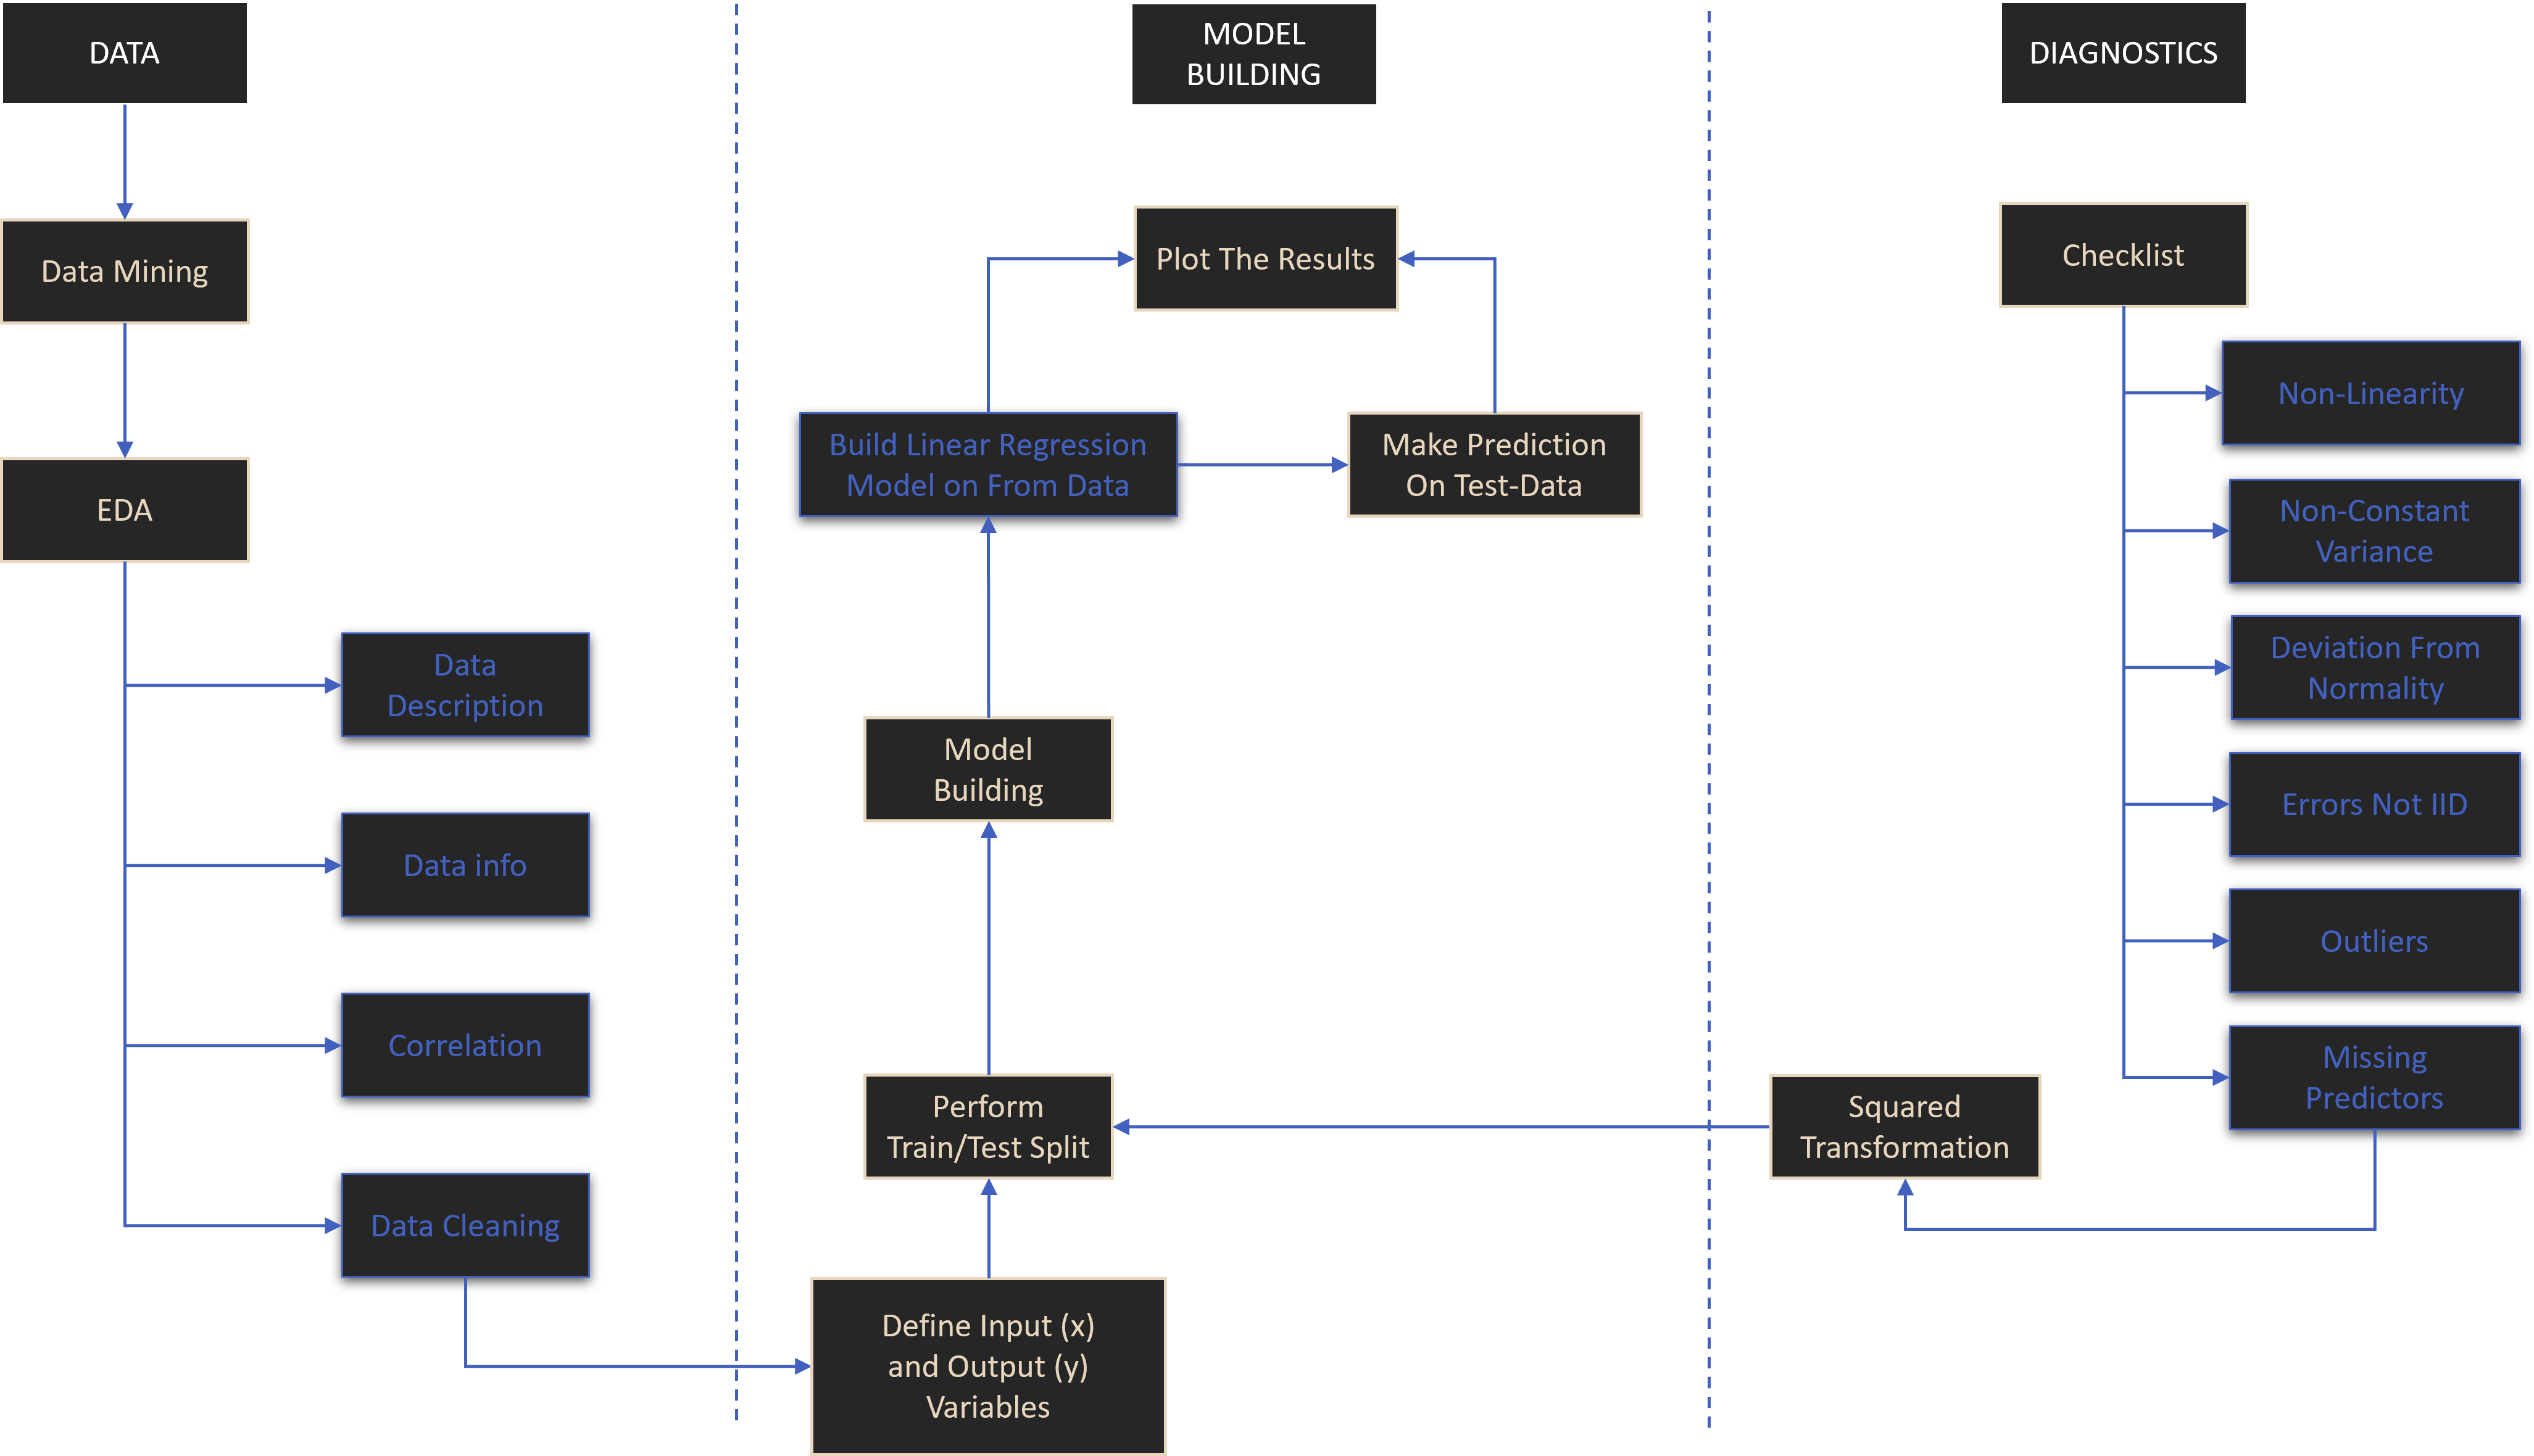 DATA
Data Mining
EDA
Data
Description
Data info
Correlation
Data Cleaning
MODEL
BUILDING
Plot The Results
Build Linear Regression
Model on From Data
Make Prediction
On Test-Data
Model
Building
Perform
Train/Test Split
Define Input (x)
and Output (y)
Variables
DIAGNOSTICS
Checklist
Non-Linearity
Non-Constant
Variance
Deviation From
Normality
Errors Not IID
Outliers
Missing
Predictors
Squared
Transformation